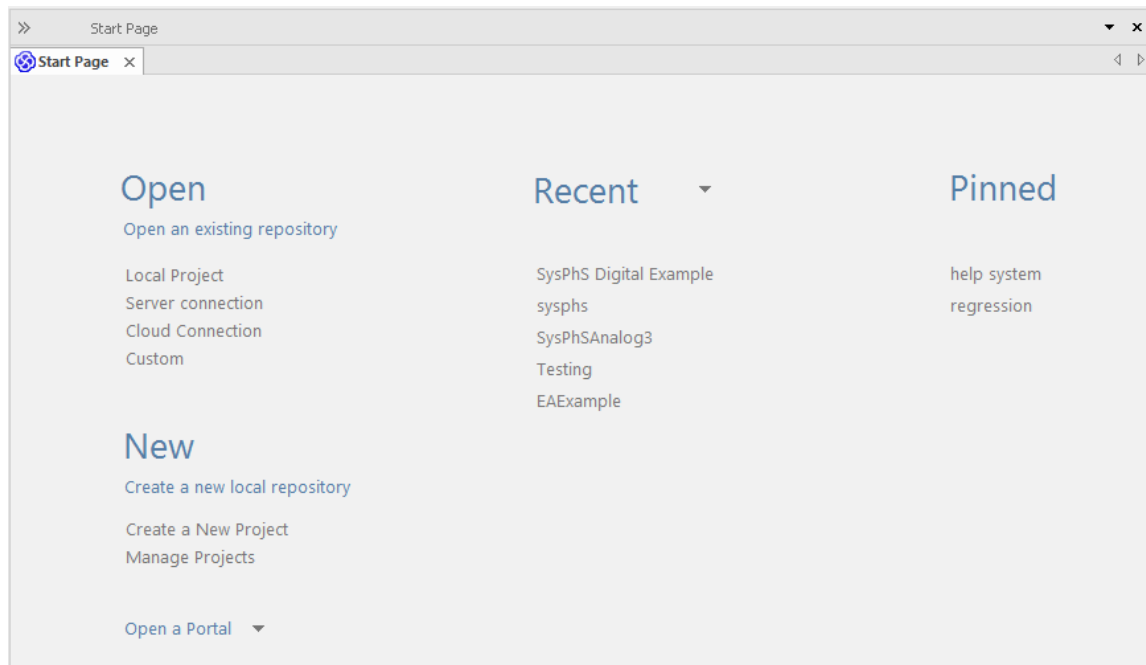 Start Page
Start Page
Open
Open an existing repository
Local Project
Server connection
Cloud Connection
Custom
New
Create a new local repository
Create a New Project
Manage Projects
Open a Portal
Recent
SysPhS Digital Example
sysphs
SysPhSAnalog3
Testing
EAExample
Pinned
help system
regression